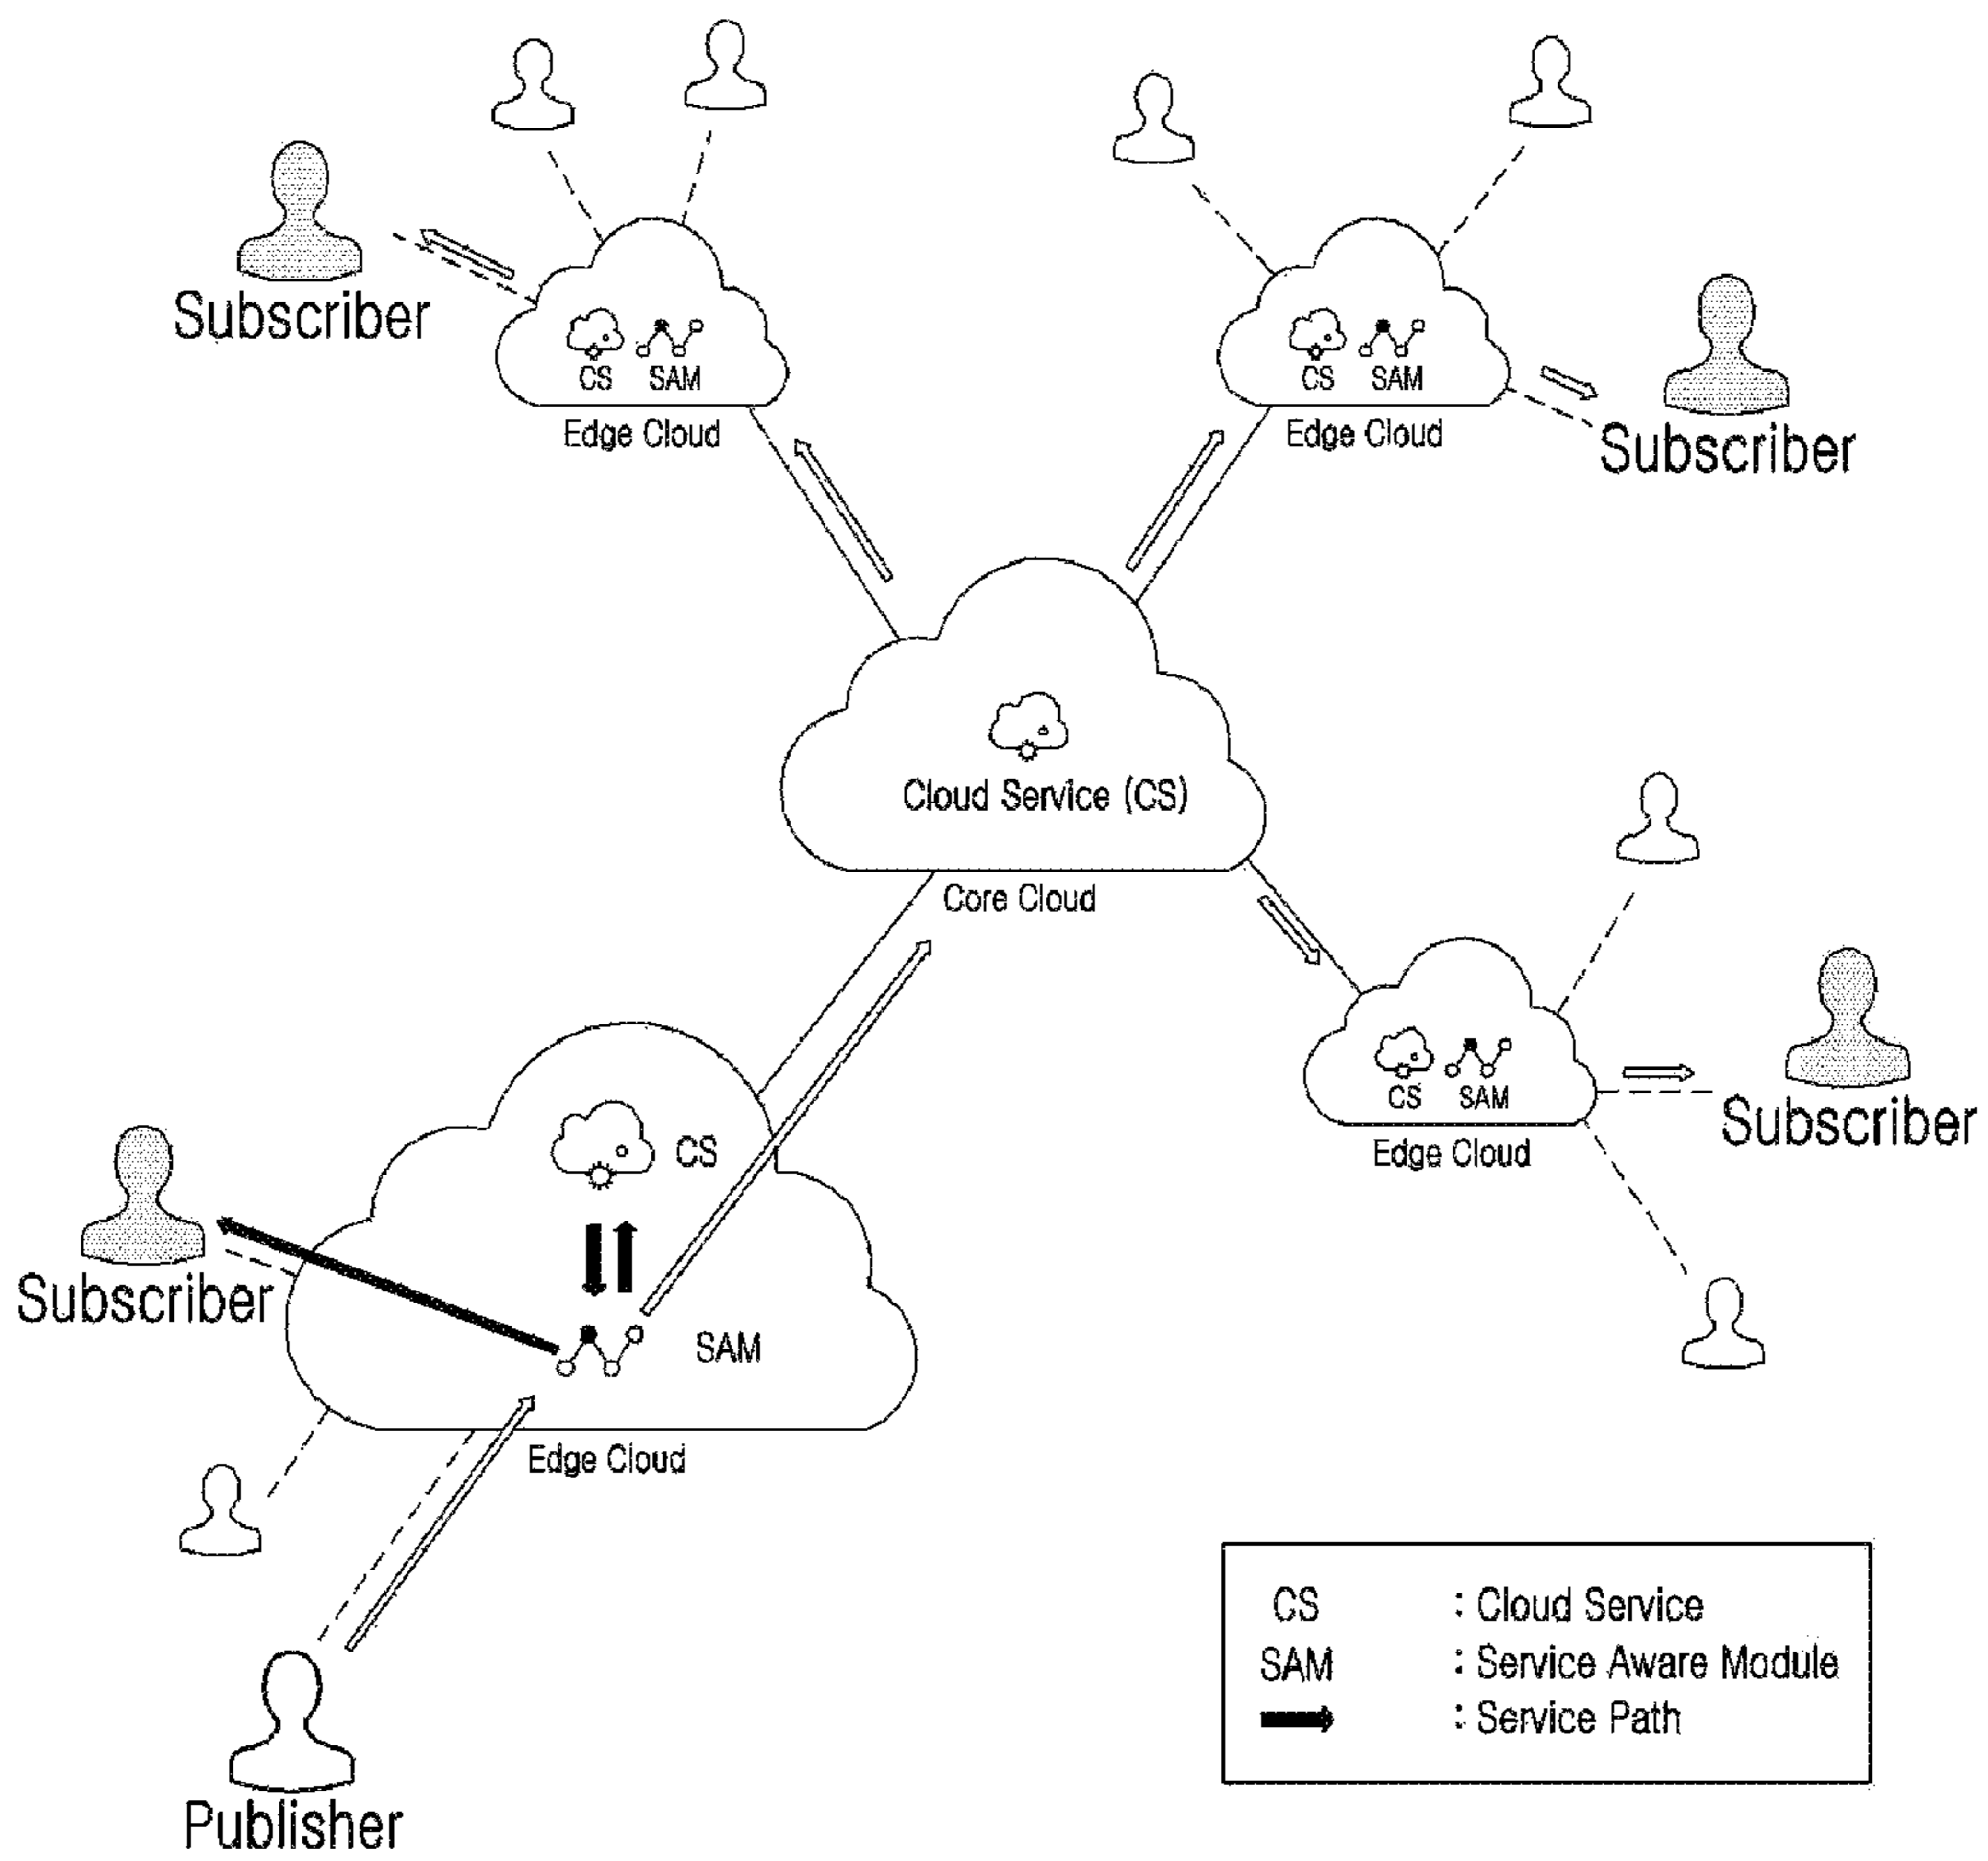 Subscriber
CS SAM
Edge Cloud
CS SAM
Edge Cloud
Subscriber
Cloud Service (CS)
Core Cloud
CS SAM
Edge Cloud
Subscriber
CS
Subscriber
SAM
Edge Cloud
Publisher
CS : Cloud Service
SAM : Service Aware Module
: Service Path